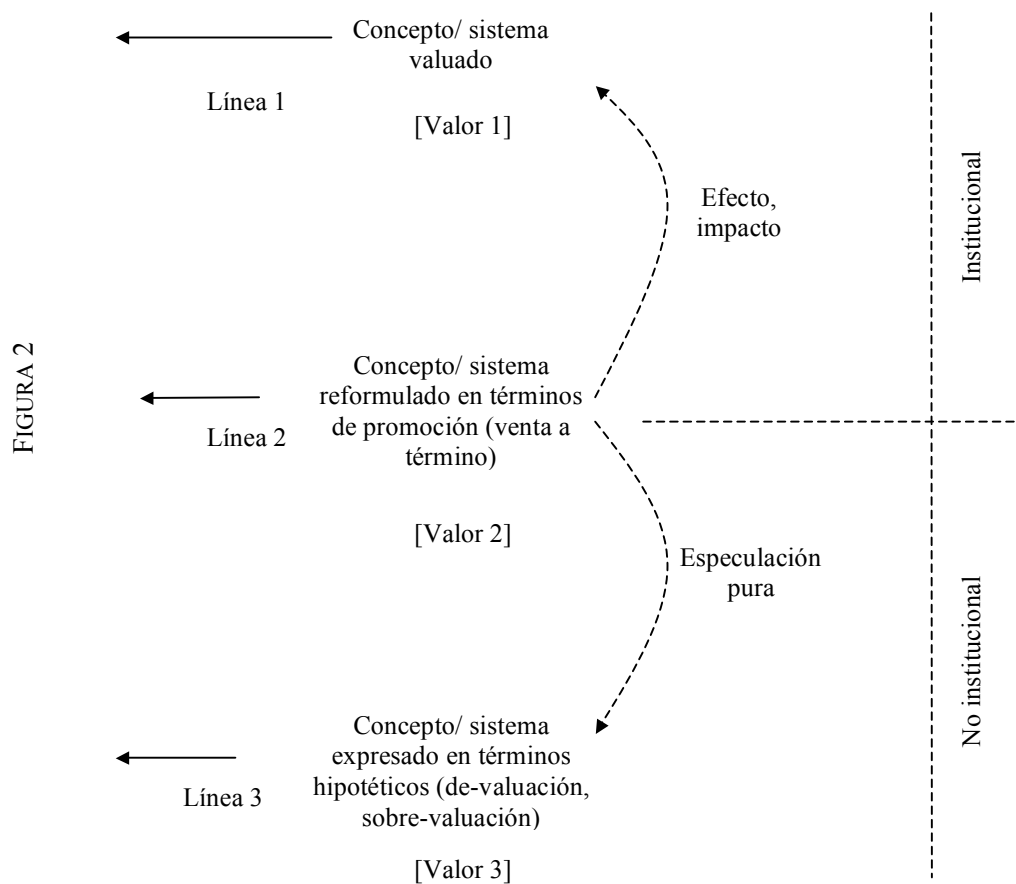 Concepto/ sistema
valuado
Línea 1
[Valor 1]
Efecto,
impacto
Institucional
FIGURA 2
Concepto/ sistema
reformulado en términos
de promoción (venta a
término)
Línea 2
[Valor 2]
Especulación
pura
No institucional
Concepto/ sistema
expresado en términos
hipotéticos (de-valuación,
sobre-valuación)
Línea 3
[Valor 3]